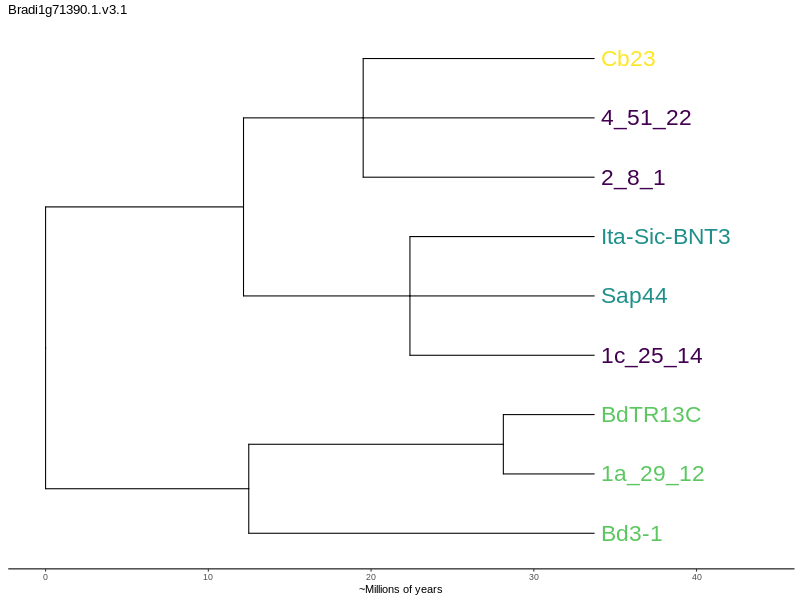 Bradi1g71390.1.v3.1
Cb23
4_51_22
2_8_1
Ita-Sic-BNT3
Sap44
1c_25_14
BdTR13C
1a_29_12
Bd3-1
0 10 20 30 40
~Millions of years